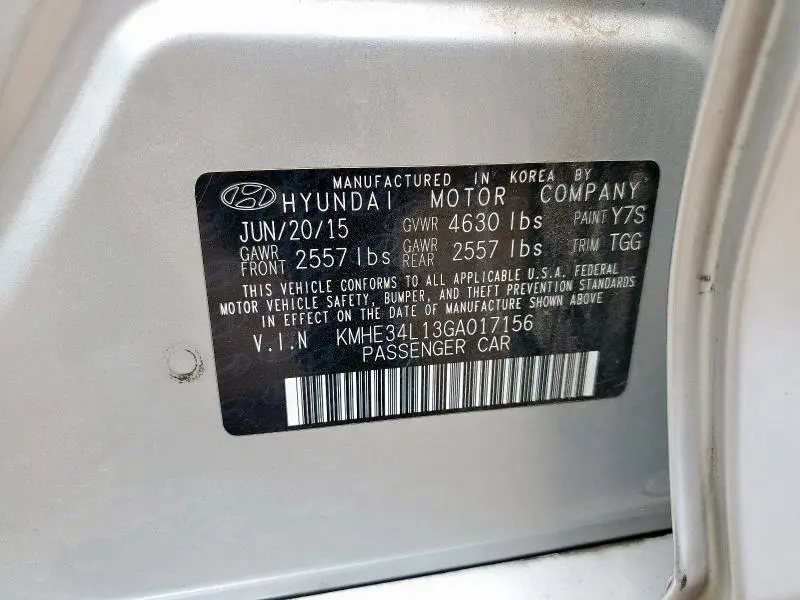 MANUFACTURED IN KOREA BY
HYUNDAI MOTOR COMPANY
JUN/20/15 GVWR 4630 lbs PAINT Y7S
GAWR FRONT 2557 lbs GAWR REAR 2557 lbs TRIM TGG
THIS VEHICLE CONFORMS TO ALL APPLICABLE U.S.A. FEDERAL
MOTOR VEHICLE SAFETY, BUMPER, AND THEFT PREVENTION STANDARDS
IN EFFECT ON THE DATE OF MANUFACTURE SHOWN ABOVE
V.I.N KMHE34L13GA017156
PASSENGER CAR